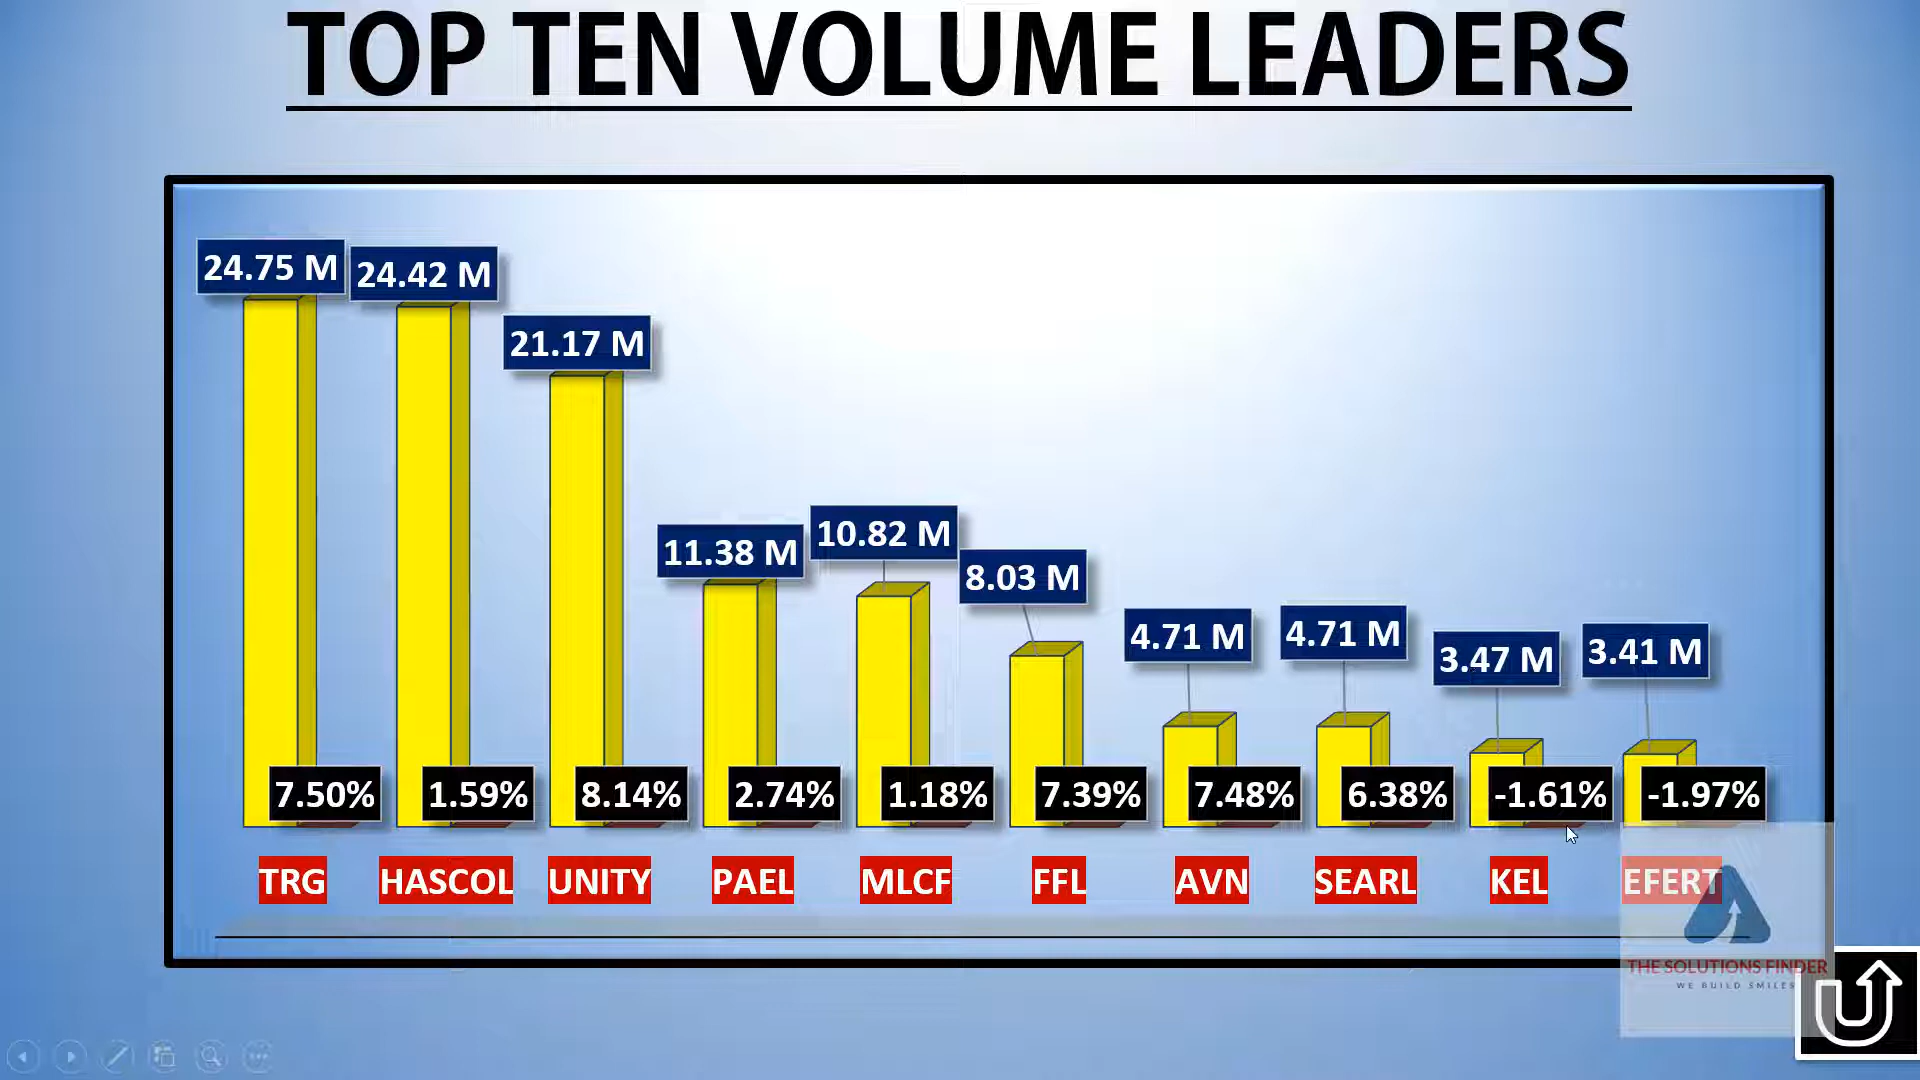 TOP TEN VOLUME LEADERS
24.75 M
24.42 M
21.17 M
11.38 M
10.82 M
8.03 M
4.71 M
4.71 M
3.47 M
3.41 M
7.50%
1.59%
8.14%
2.74%
1.18%
7.39%
7.48%
6.38%
-1.61%
-1.97%
TRG
HASCOL
UNITY
PAEL
MLCF
FFL
AVN
SEARL
KEL
EFERT
THE SOLUTIONS FINDER
WE BUILD SMILES